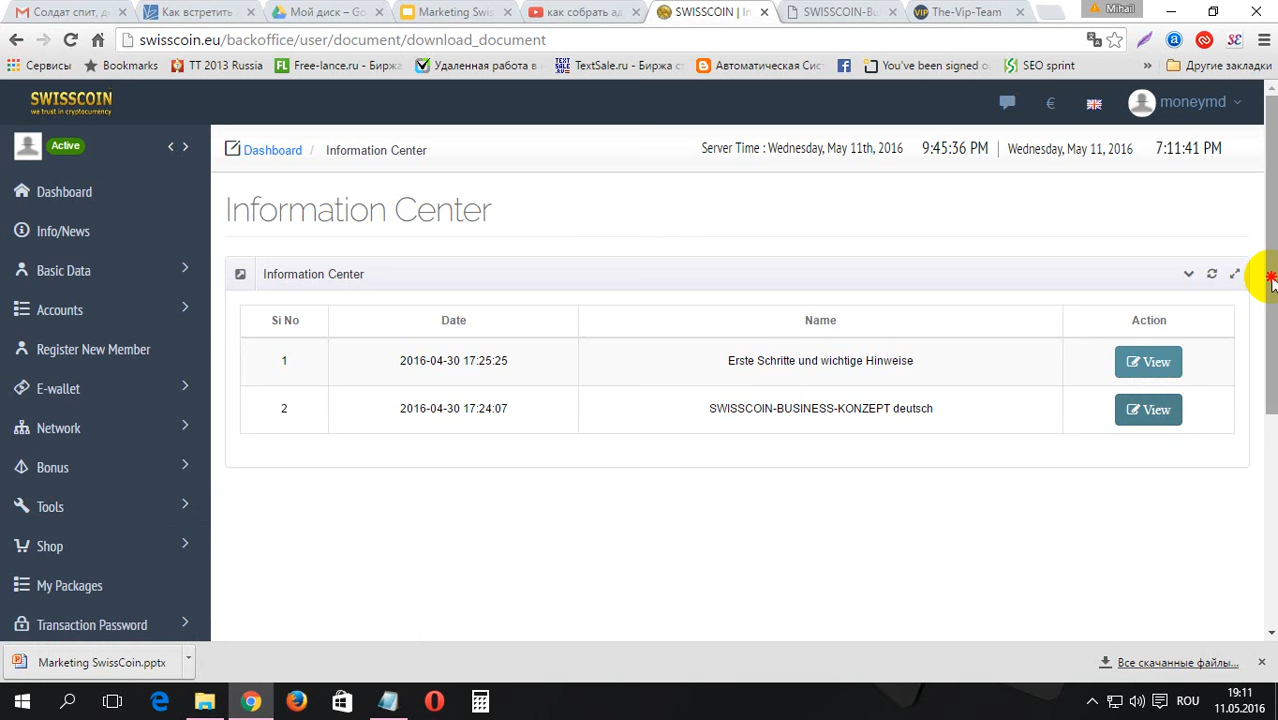 Солдат спит, д
Как встретить
Мой диск – Go
Marketing Swis
как собрать ад
SWISSCOIN | In
SWISSCOIN-Bu
The-Vip-Team
Mihail
swisscoin.eu/backoffice/user/document/download_document
Сервисы
Bookmarks
TT 2013 Russia
Free-lance.ru - Биржа
Удаленная работа в
TextSale.ru - Биржа ст
Автоматическая Сист
You've been signed o
SEO sprint
»
Другие закладки
SWISSCOIN
we trust in cryptocurrency
€
moneymd
Active
Dashboard / Information Center
Server Time : Wednesday, May 11th, 2016 9:45:36 PM | Wednesday, May 11, 2016 7:11:41 PM
Dashboard
Info/News
Basic Data
Accounts
Register New Member
E-wallet
Network
Bonus
Tools
Shop
My Packages
Transaction Password
Information Center
Information Center
Si No Date Name Action
1 2016-04-30 17:25:25 Erste Schritte und wichtige Hinweise View
2 2016-04-30 17:24:07 SWISSCOIN-BUSINESS-KONZEPT deutsch View
Marketing SwissCoin.pptx
Все скачанные файлы...
ROU
19:11
11.05.2016